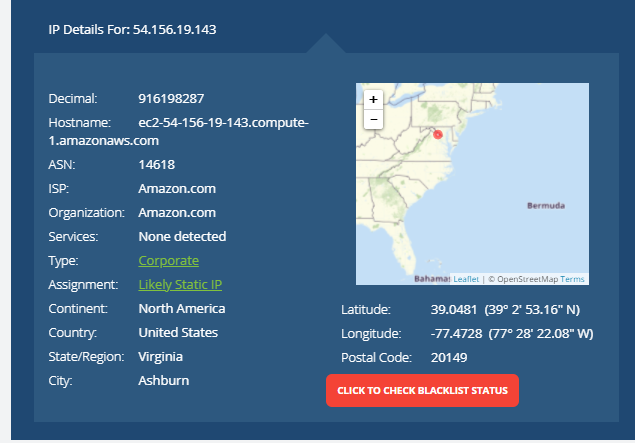 IP Details For: 54.156.19.143
Decimal: 916198287
Hostname: ec2-54-156-19-143.compute-
1.amazonaws.com
ASN: 14618
ISP: Amazon.com
Organization: Amazon.com
Services: None detected
Type: Corporate
Assignment: Likely Static IP
Continent: North America
Country: United States
State/Region: Virginia
City: Ashburn
+
−
Bermuda
Bahamas
Leaflet | © OpenStreetMap Terms
Latitude: 39.0481 (39° 2' 53.16" N)
Longitude: -77.4728 (77° 28' 22.08" W)
Postal Code: 20149
CLICK TO CHECK BLACKLIST STATUS